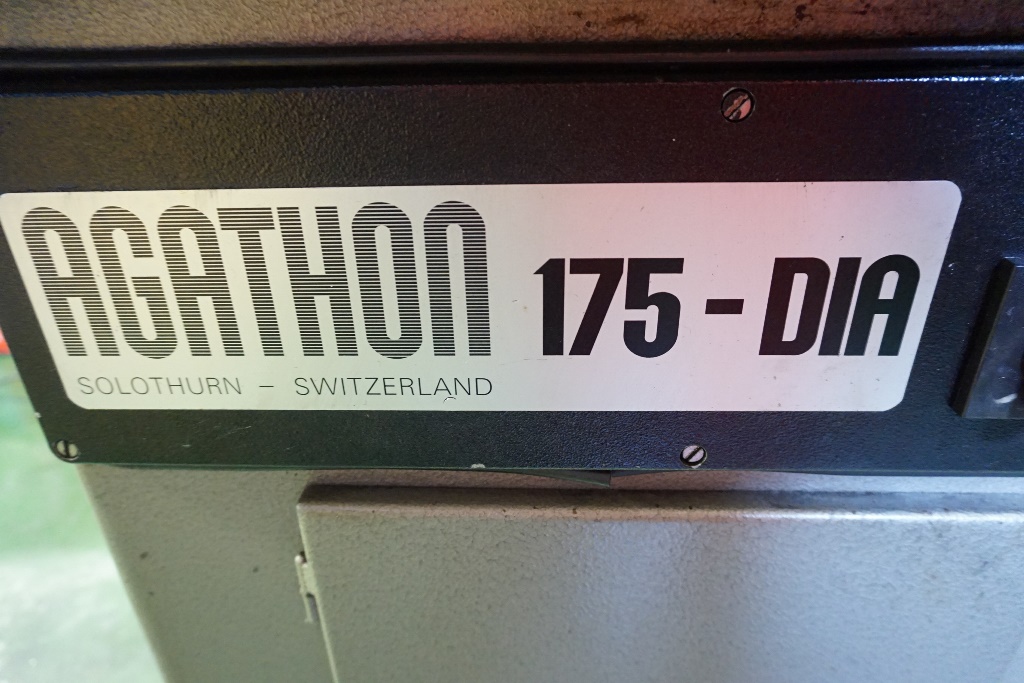 AGATHON 175 - DIA
SOLOTHURN - SWITZERLAND